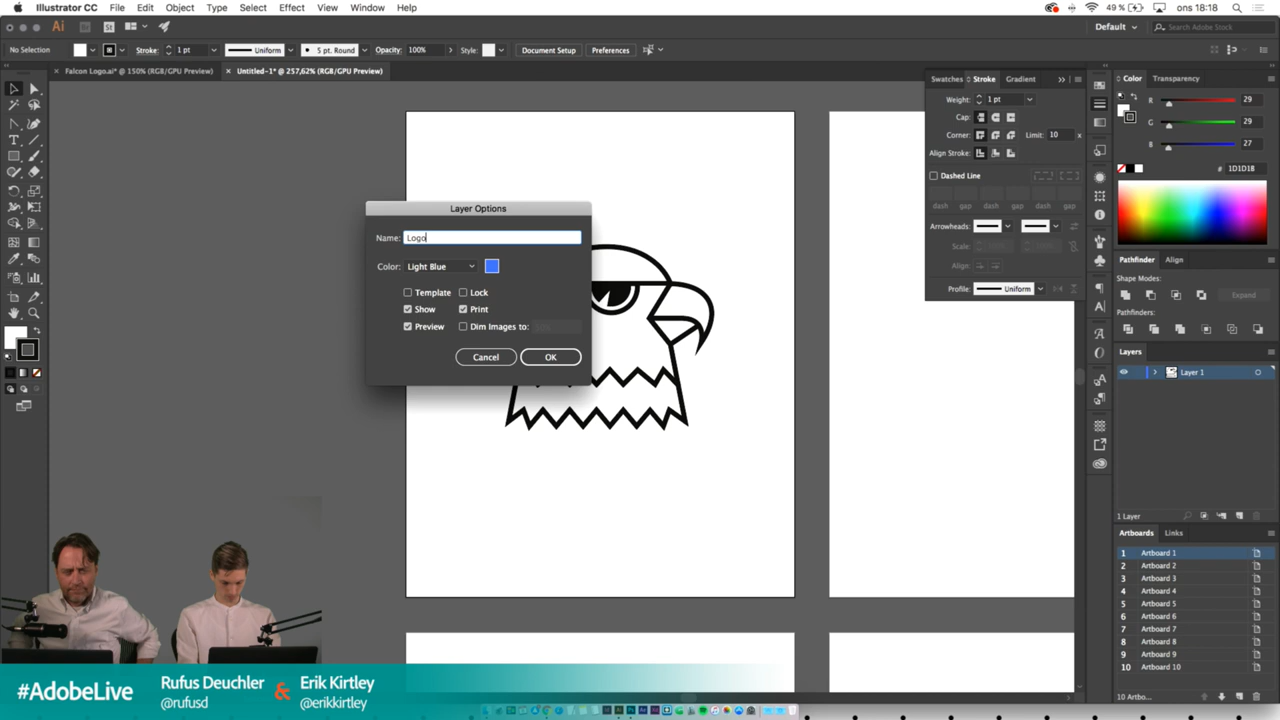 Illustrator CC File Edit Object Type Select Effect View Window Help 49 % ons 18:18
Ai Br St Default Search Adobe Stock
No Selection Stroke: 1 pt Uniform 5 pt. Round Opacity: 100% Style: Document Setup Preferences
× Falcon Logo.ai* @ 150% (RGB/GPU Preview) × Untitled-1* @ 257,62% (RGB/GPU Preview)
Swatches Stroke Gradient
Weight: 1 pt
Cap:
Corner: Limit: 10 x
Align Stroke:
Dashed Line
dash gap dash gap dash gap
Arrowheads:
Scale:
Align:
Profile: Uniform
Color Transparency
R 29
G 29
B 27
# 1D1D1B
Pathfinder Align
Shape Modes:
Expand
Pathfinders:
Layers
Layer 1
1 Layer
Artboards Links
1 Artboard 1
2 Artboard 2
3 Artboard 3
4 Artboard 4
5 Artboard 5
6 Artboard 6
7 Artboard 7
8 Artboard 8
9 Artboard 9
10 Artboard 10
10 Artbo...
Layer Options
Name: Logo
Color: Light Blue
Template Lock
Show Print
Preview Dim Images to:
Cancel OK
#AdobeLive
Rufus Deuchler & Erik Kirtley
@rufusd @erikkirtley